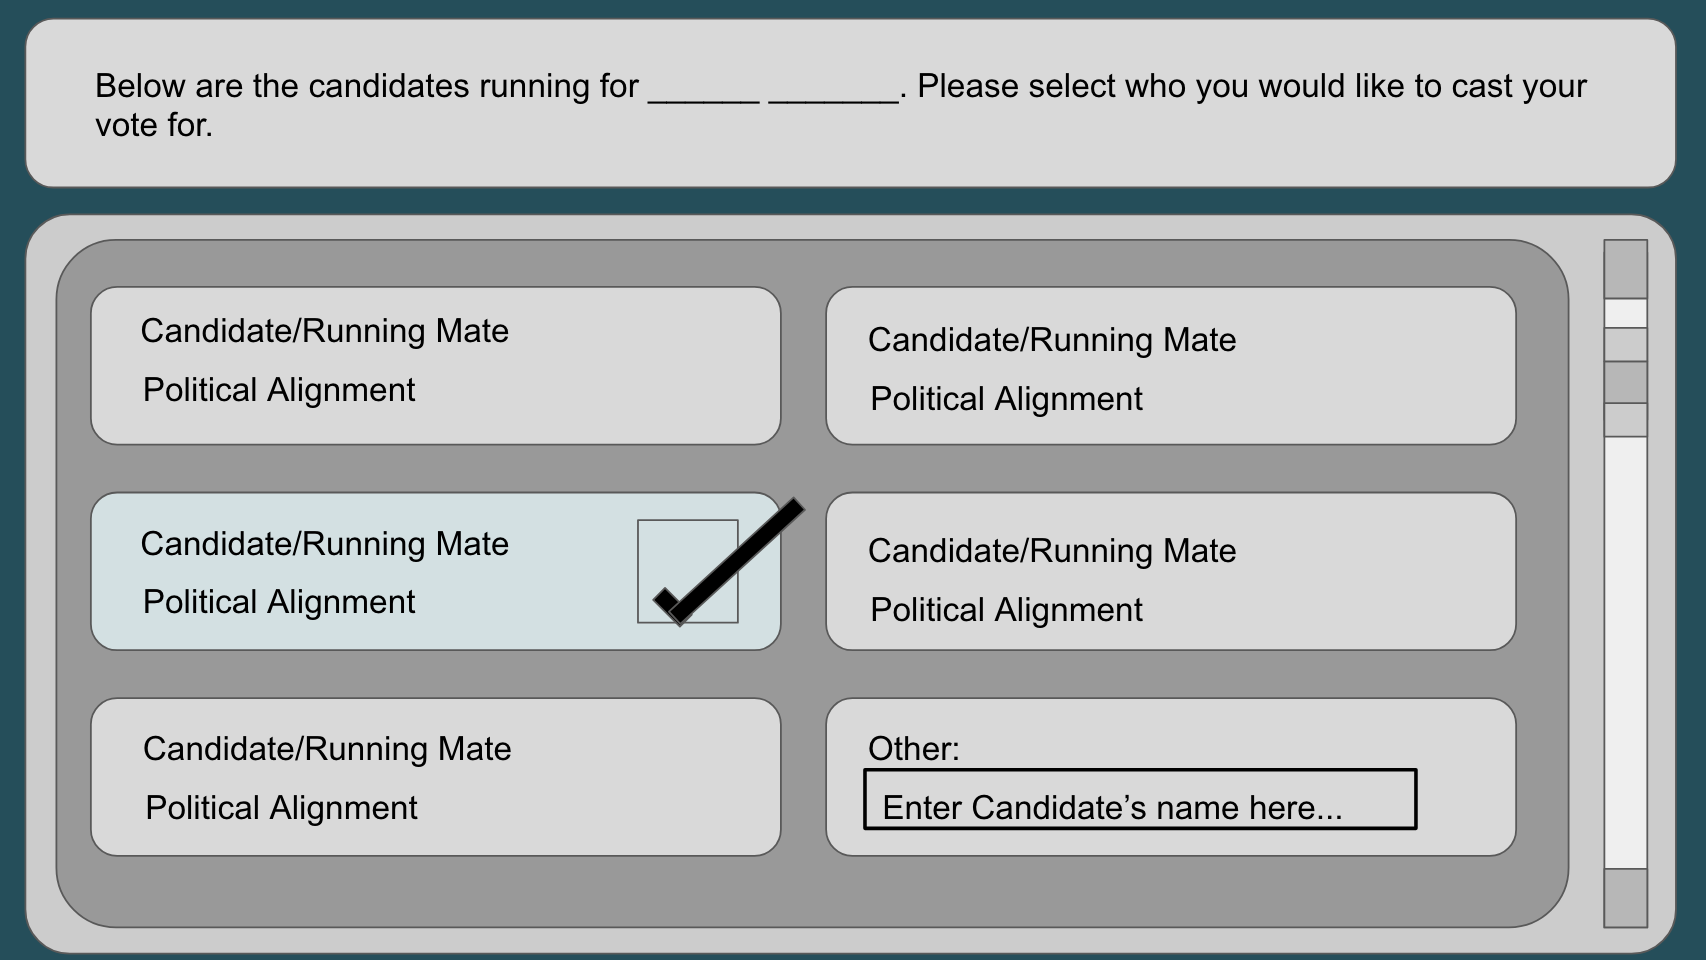 Below are the candidates running for ______ _______. Please select who you would like to cast your
vote for.
Candidate/Running Mate
Political Alignment
Candidate/Running Mate
Political Alignment
Candidate/Running Mate
Political Alignment
Candidate/Running Mate
Political Alignment
Candidate/Running Mate
Political Alignment
Other:
Enter Candidate’s name here...